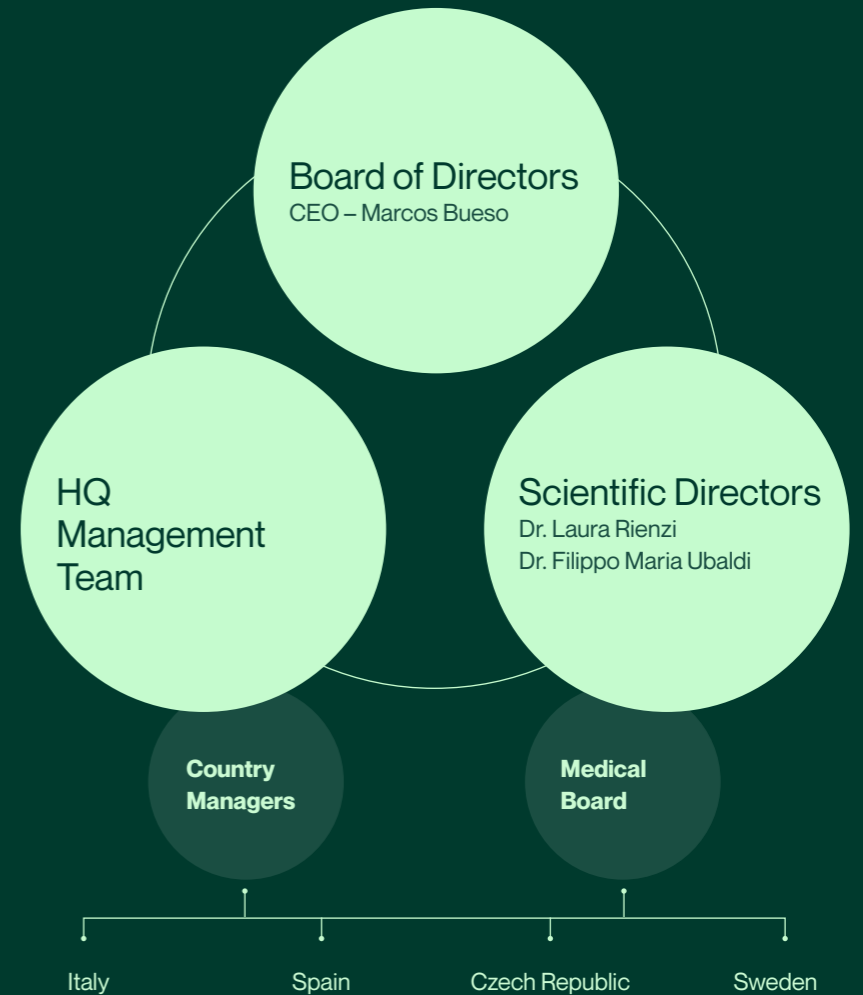 Board of Directors
CEO – Marcos Bueso
HQ
Management
Team
Scientific Directors
Dr. Laura Rienzi
Dr. Filippo Maria Ubaldi
Country
Managers
Medical
Board
Italy
Spain
Czech Republic
Sweden